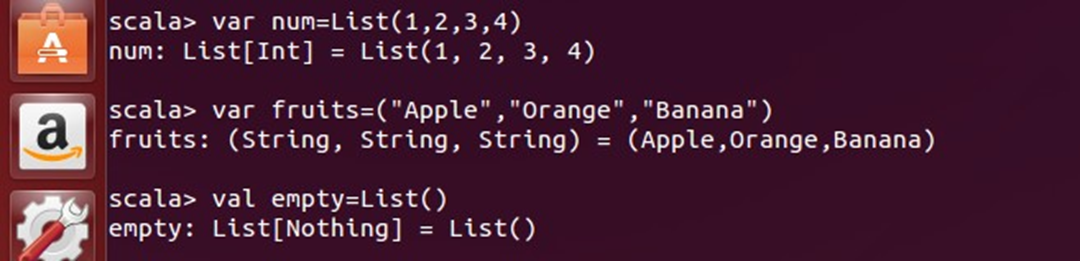 scala> var num=List(1,2,3,4)
num: List[Int] = List(1, 2, 3, 4)
scala> var fruits=("Apple","Orange","Banana")
fruits: (String, String, String) = (Apple,Orange,Banana)
scala> val empty=List()
empty: List[Nothing] = List()